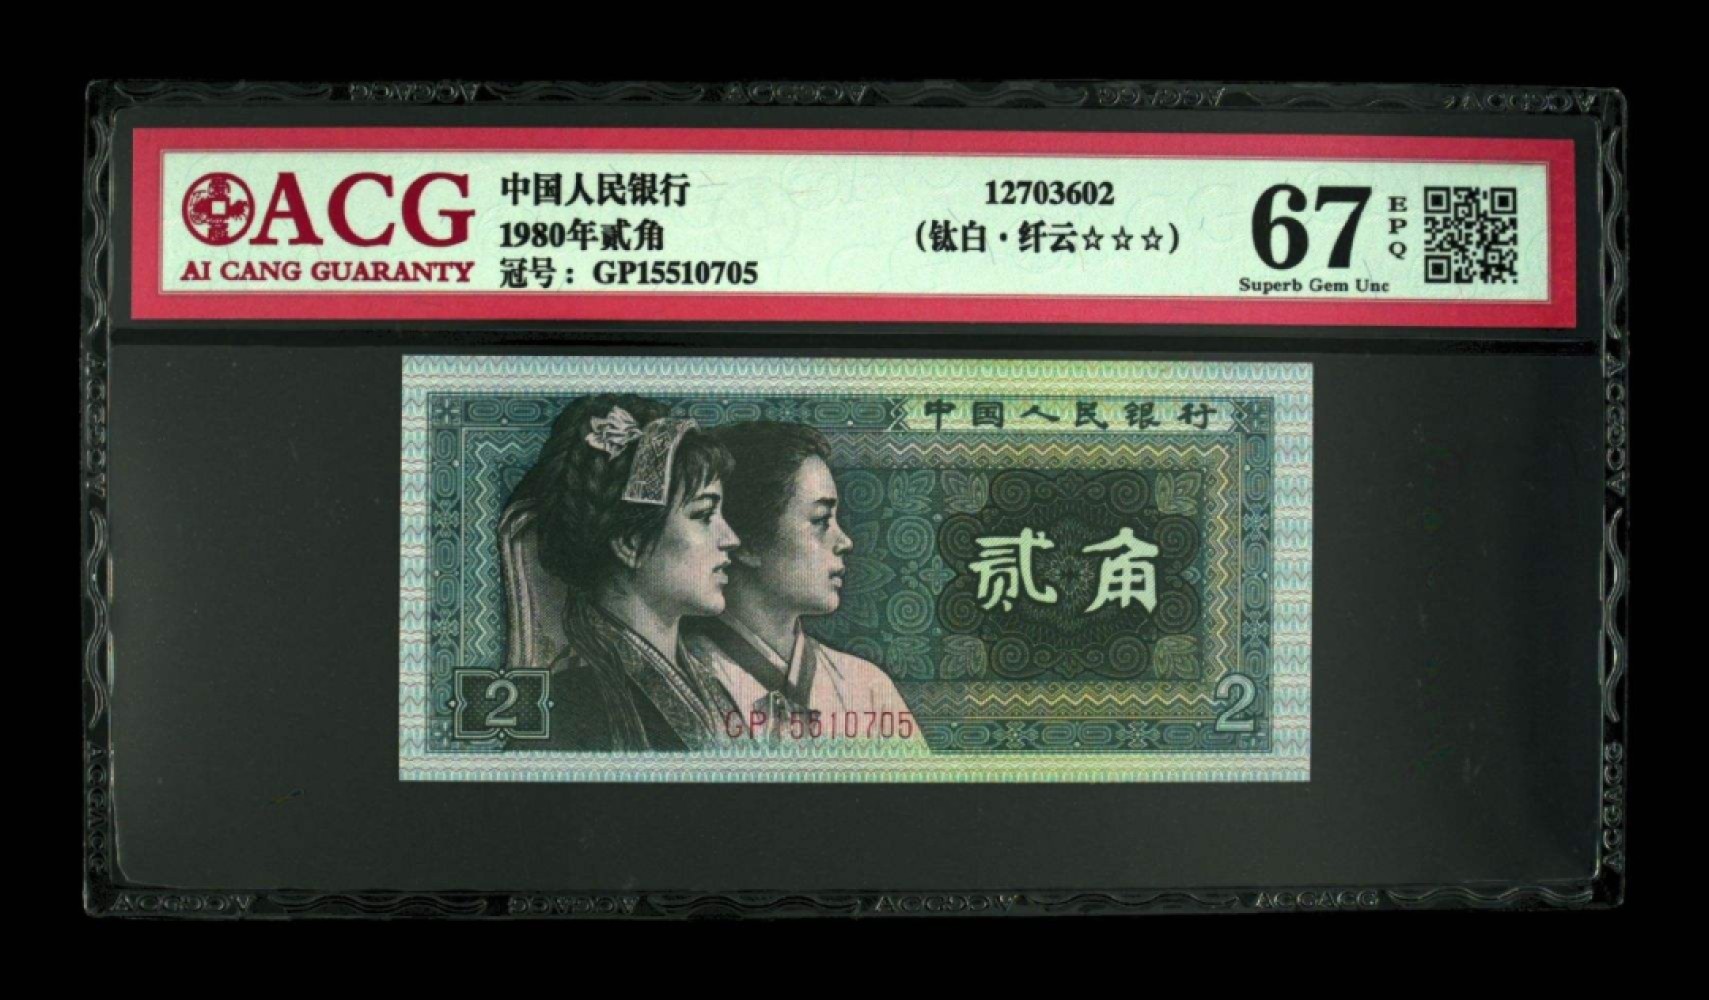 ACG
AI CANG GUARANTY
中国人民银行
1980年贰角
冠号：GP15510705
12703602
（钛白·纤云☆☆☆）
67
EPQ
Superb Gem Unc
中国人民银行
贰角
2
GP15510705
2
ACGACG